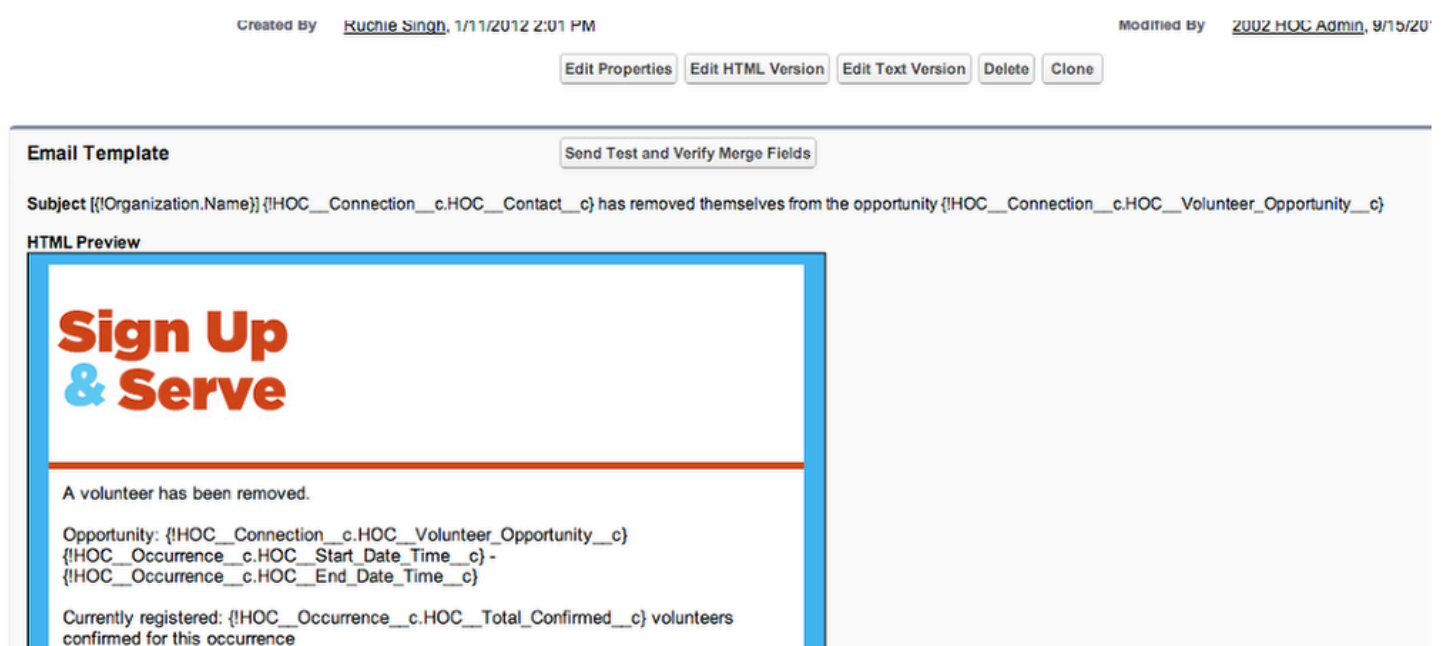 Created By Ruchie Singh, 1/11/2012 2:01 PM Modified By 2002 HOC Admin, 9/15/20
Edit Properties Edit HTML Version Edit Text Version Delete Clone
Email Template Send Test and Verify Merge Fields
Subject [{!Organization.Name}] {!HOC__Connection__c.HOC__Contact__c} has removed themselves from the opportunity {!HOC__Connection__c.HOC__Volunteer_Opportunity__c}
HTML Preview
Sign Up
& Serve
A volunteer has been removed.
Opportunity: {!HOC__Connection__c.HOC__Volunteer_Opportunity__c}
{!HOC__Occurrence__c.HOC__Start_Date_Time__c} -
{!HOC__Occurrence__c.HOC__End_Date_Time__c}
Currently registered: {!HOC__Occurrence__c.HOC__Total_Confirmed__c} volunteers
confirmed for this occurrence